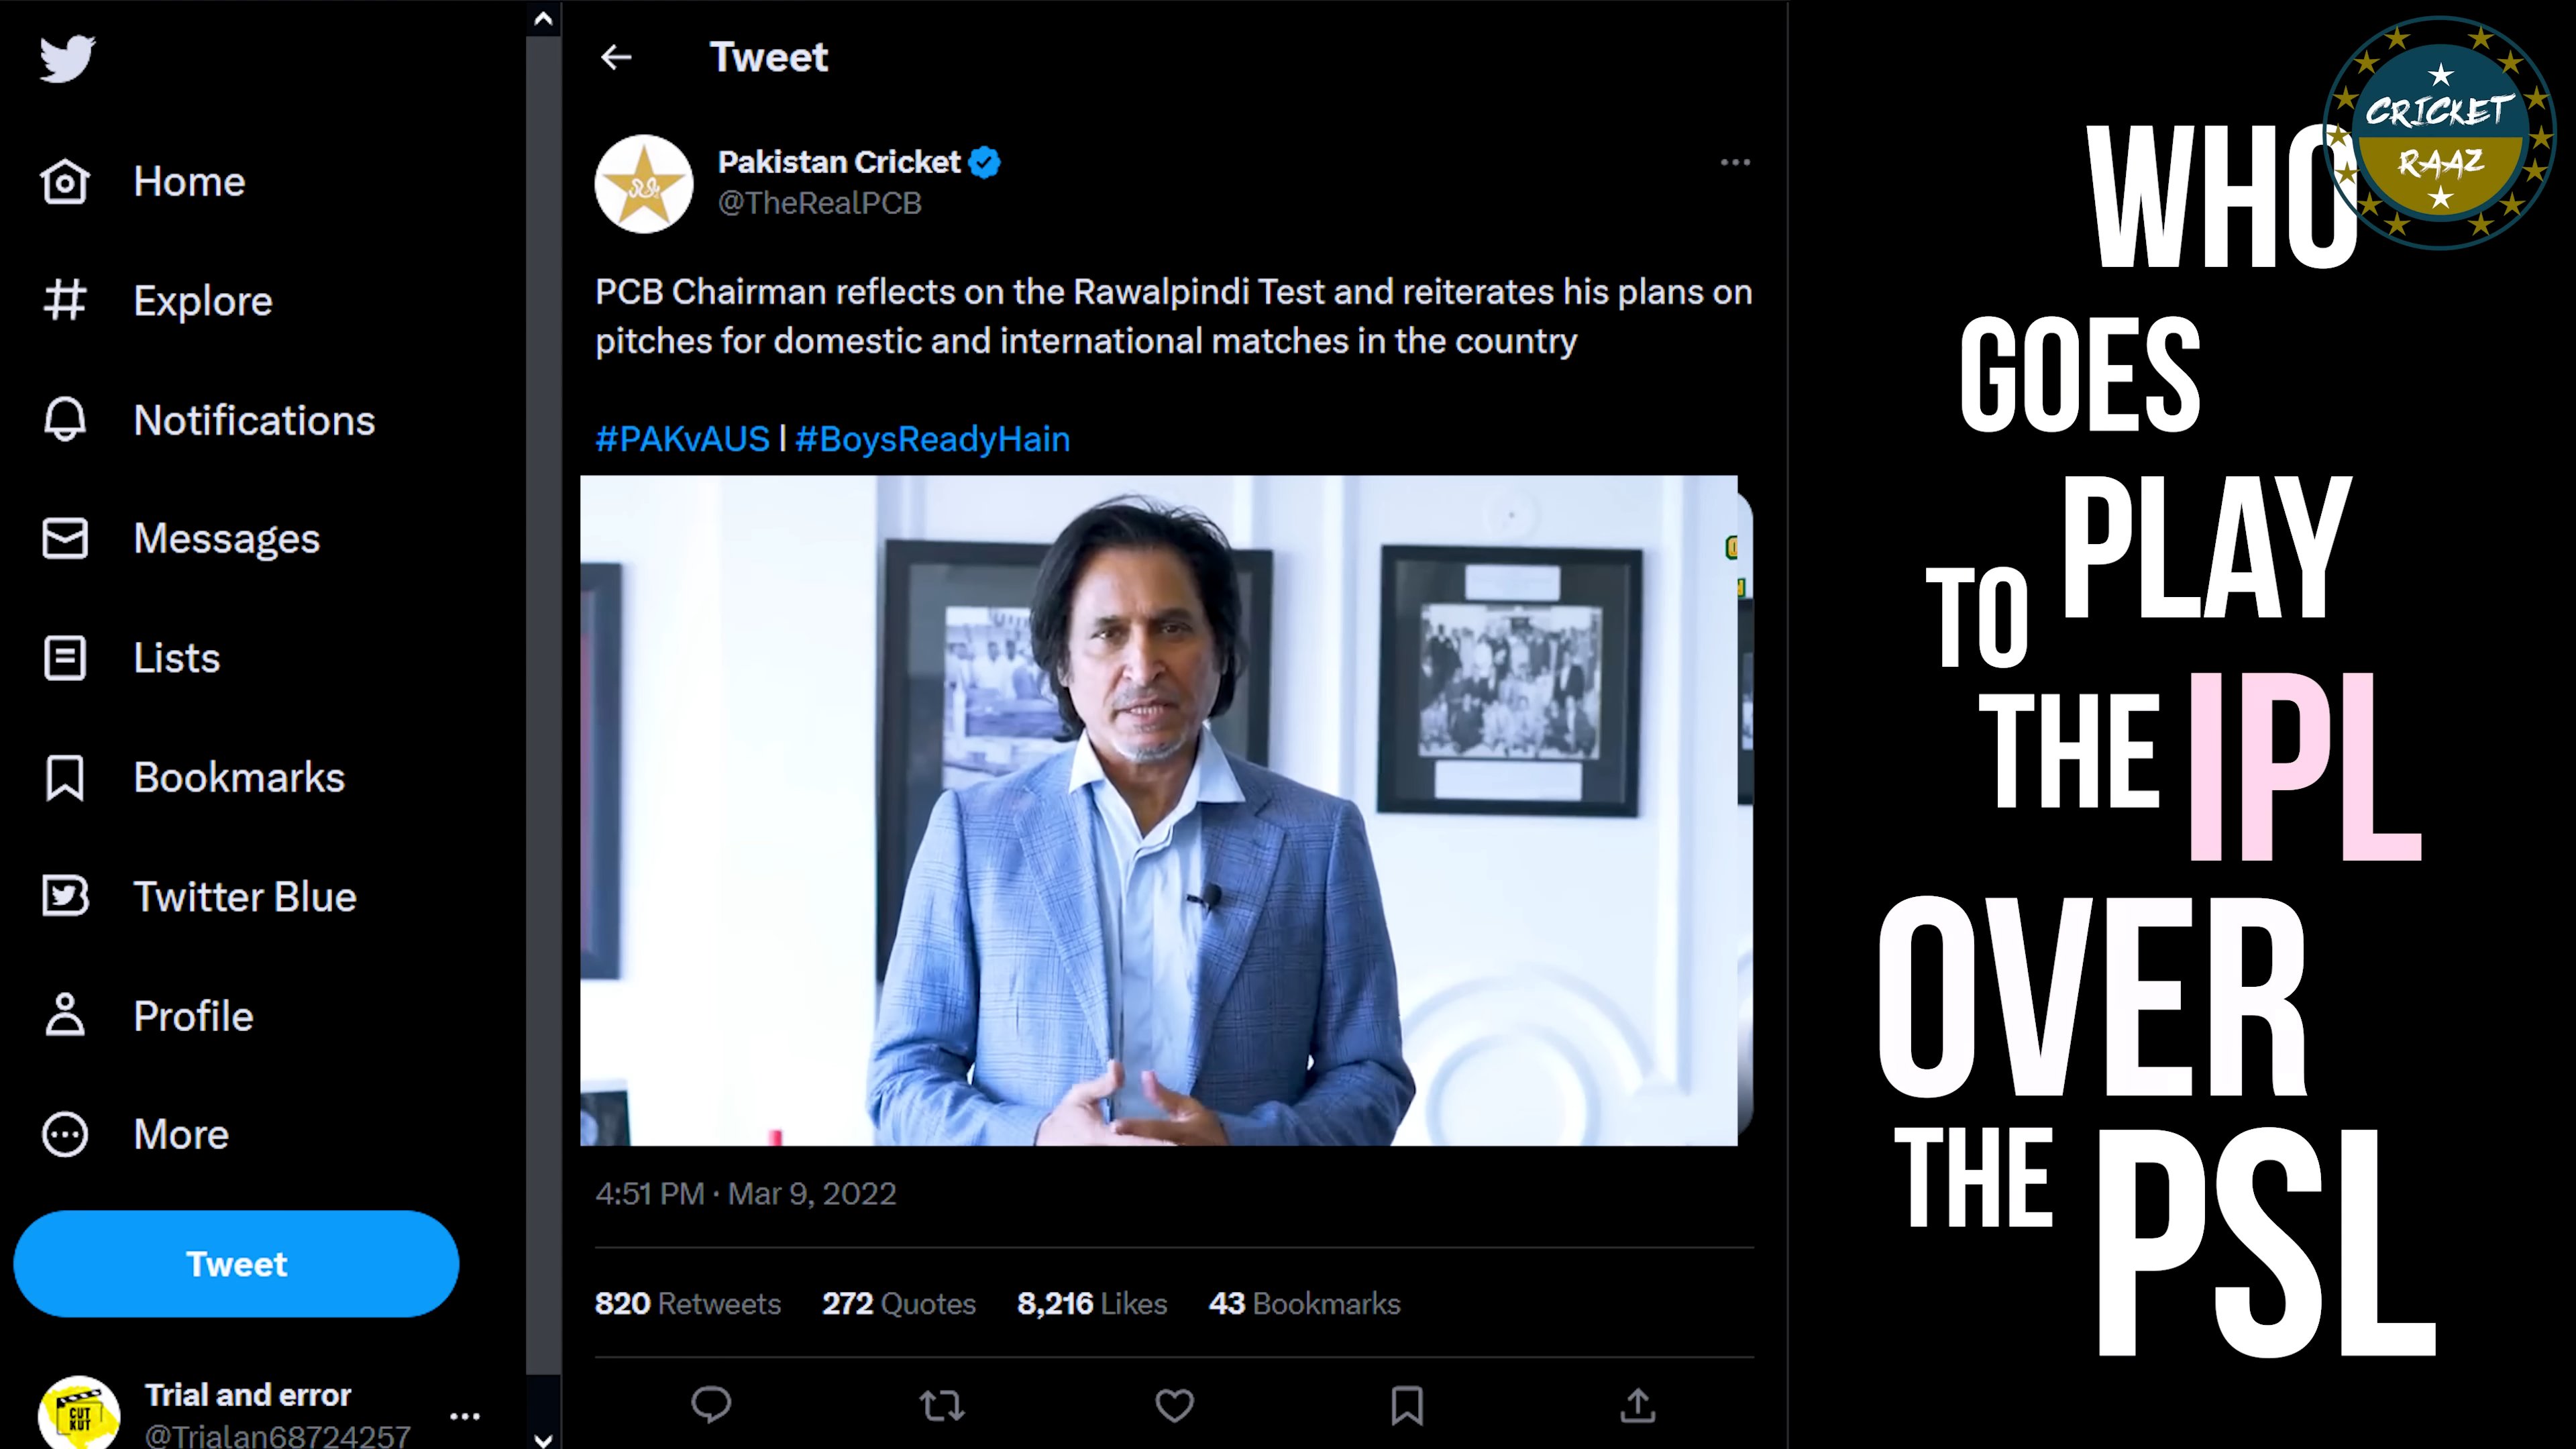 Home
Explore
Notifications
Messages
Lists
Bookmarks
Twitter Blue
Profile
More
Tweet
CUT
KUT
Trial and error
@Trialan68724257
Tweet
Pakistan Cricket
@TheRealPCB
PCB Chairman reflects on the Rawalpindi Test and reiterates his plans on
pitches for domestic and international matches in the country
#PAKvAUS | #BoysReadyHain
4:51 PM · Mar 9, 2022
820 Retweets 272 Quotes 8,216 Likes 43 Bookmarks
CRICKET
RAAZ
WHO
GOES
TO PLAY
THE IPL
OVER
THE PSL